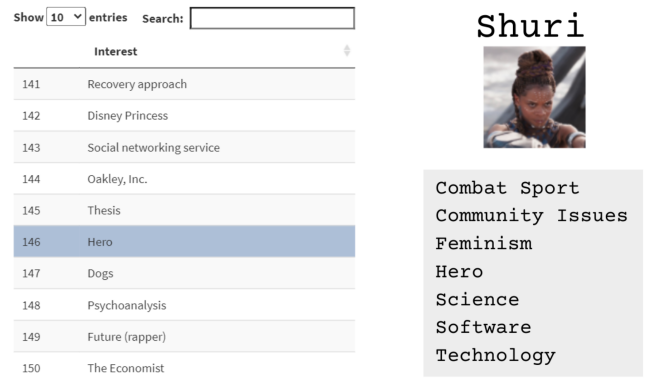 Show 10 entries Search:
Interest
141 Recovery approach
142 Disney Princess
143 Social networking service
144 Oakley, Inc.
145 Thesis
146 Hero
147 Dogs
148 Psychoanalysis
149 Future (rapper)
150 The Economist
Shuri
Combat Sport
Community Issues
Feminism
Hero
Science
Software
Technology